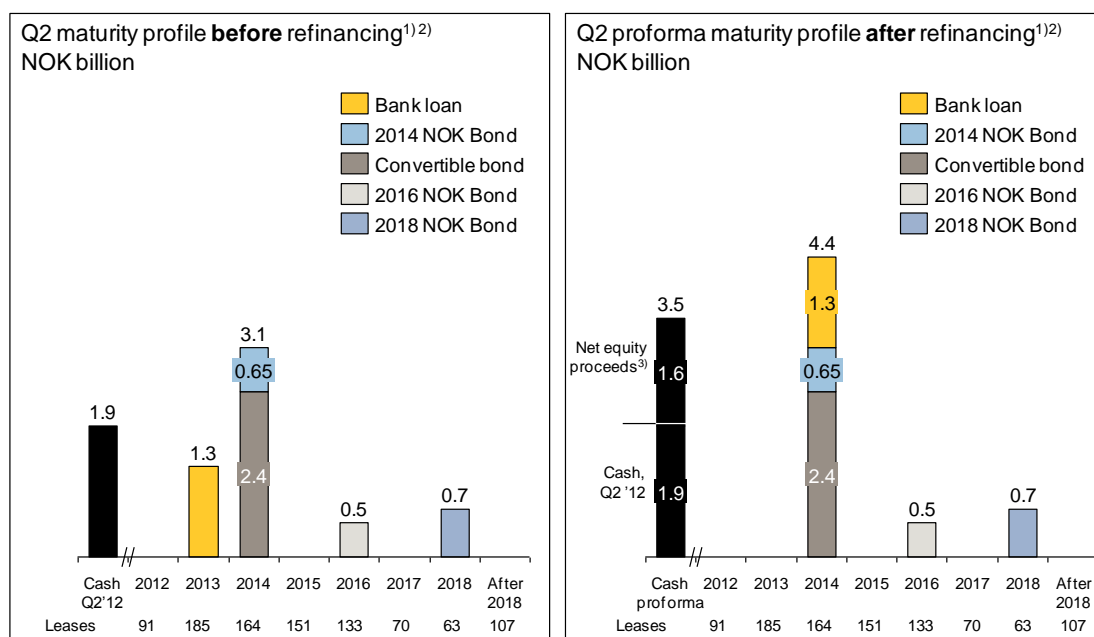 Q2 maturity profile before refinancing1) 2)
NOK billion
Bank loan
2014 NOK Bond
Convertible bond
2016 NOK Bond
2018 NOK Bond
3.1
0.65
1.9
1.3
2.4
0.5
0.7
Cash
Q2'12
2012 2013 2014 2015 2016 2017 2018 After
2018
Leases 91 185 164 151 133 70 63 107
Q2 proforma maturity profile after refinancing1)2)
NOK billion
Bank loan
2014 NOK Bond
Convertible bond
2016 NOK Bond
2018 NOK Bond
4.4
3.5
1.3
Net equity
proceeds3)
1.6
0.65
Cash,
Q2 '12
1.9
2.4
0.5
0.7
Cash
proforma
2012 2013 2014 2015 2016 2017 2018 After
2018
Leases 91 185 164 151 133 70 63 107